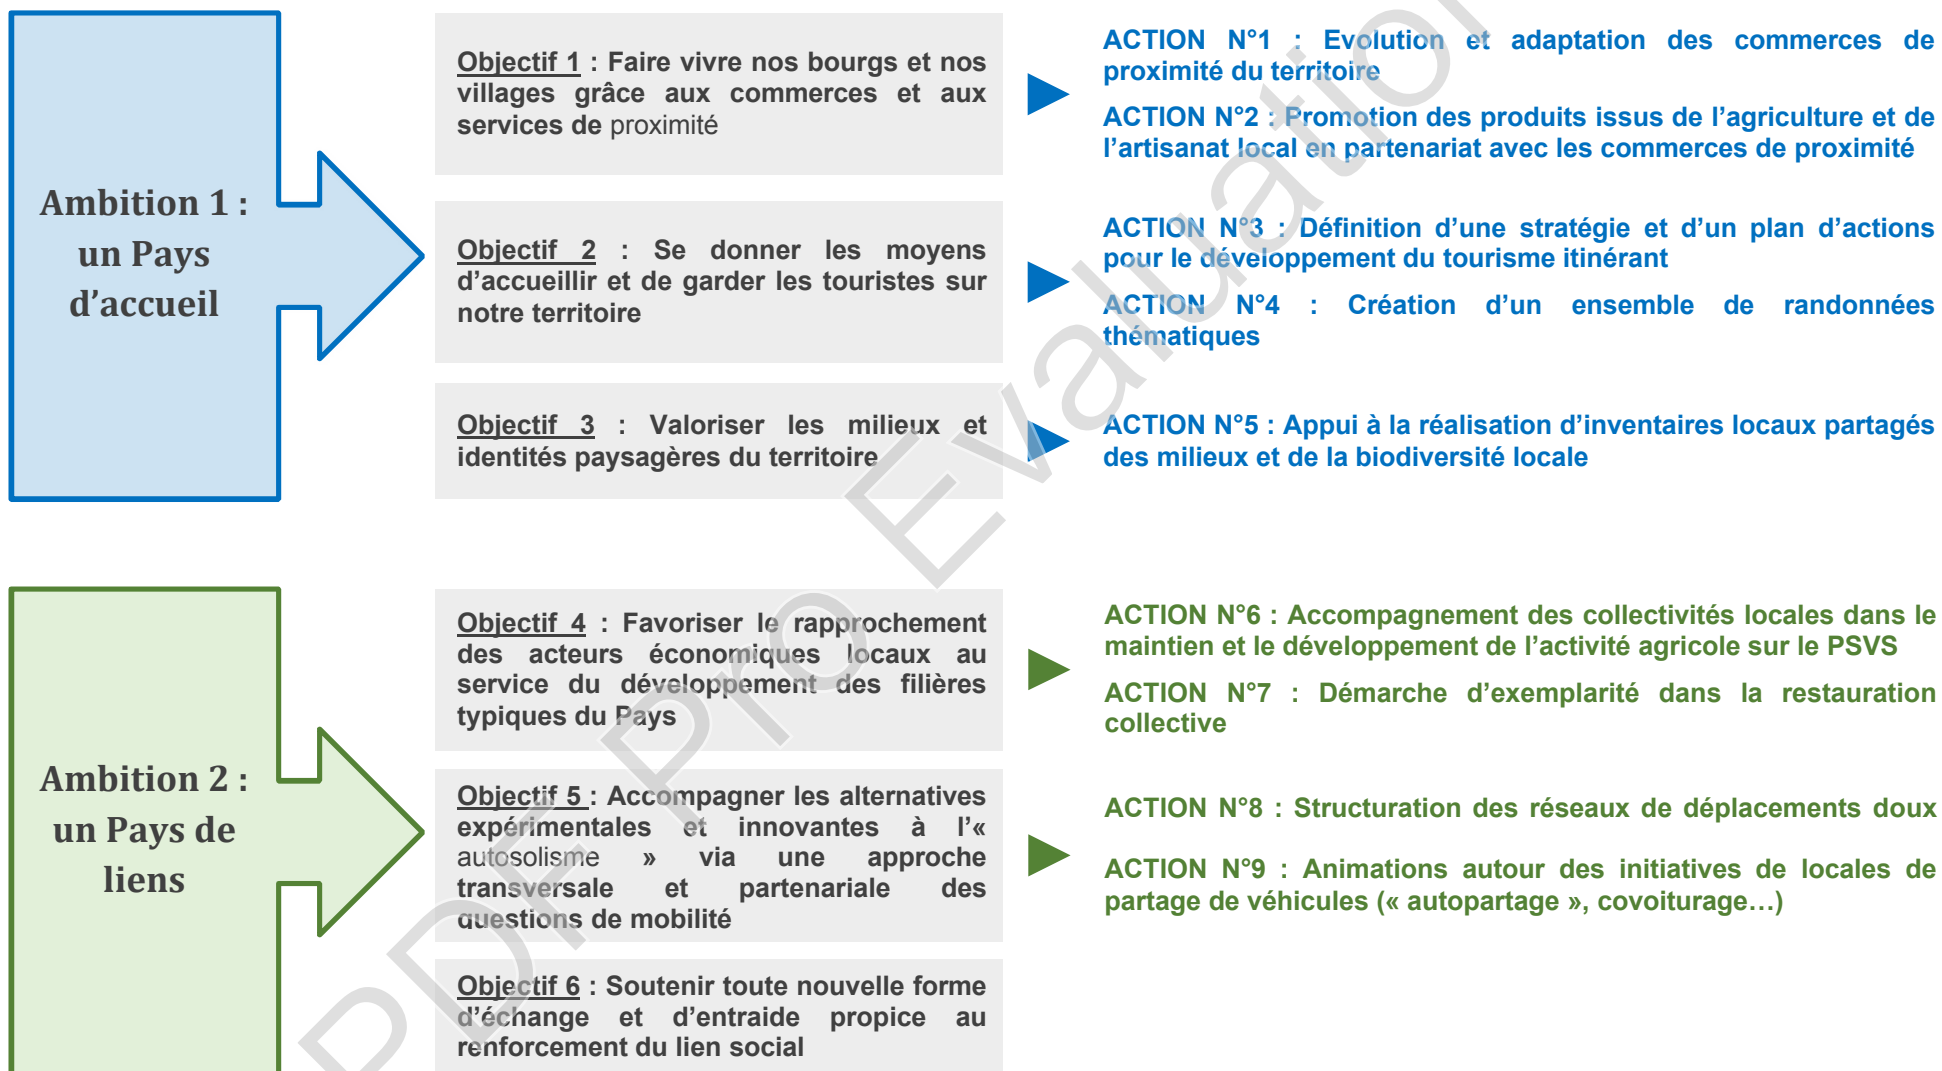 Ambition 1 :
un Pays
d’accueil
Objectif 1 : Faire vivre nos bourgs et nos
villages grâce aux commerces et aux
services de proximité
ACTION N°1 : Evolution et adaptation des commerces de
proximité du territoire
ACTION N°2 : Promotion des produits issus de l’agriculture et de
l’artisanat local en partenariat avec les commerces de proximité
Objectif 2 : Se donner les moyens
d’accueillir et de garder les touristes sur
notre territoire
ACTION N°3 : Définition d’une stratégie et d’un plan d’actions
pour le développement du tourisme itinérant
ACTION N°4 : Création d’un ensemble de randonnées
thématiques
Objectif 3 : Valoriser les milieux et
identités paysagères du territoire
ACTION N°5 : Appui à la réalisation d’inventaires locaux partagés
des milieux et de la biodiversité locale
Ambition 2 :
un Pays de
liens
Objectif 4 : Favoriser le rapprochement
des acteurs économiques locaux au
service du développement des filières
typiques du Pays
ACTION N°6 : Accompagnement des collectivités locales dans le
maintien et le développement de l’activité agricole sur le PSVS
ACTION N°7 : Démarche d’exemplarité dans la restauration
collective
Objectif 5 : Accompagner les alternatives
expérimentales et innovantes à l’«
autosolisme » via une approche
transversale et partenariale des
questions de mobilité
ACTION N°8 : Structuration des réseaux de déplacements doux
ACTION N°9 : Animations autour des initiatives de locales de
partage de véhicules (« autopartage », covoiturage…)
Objectif 6 : Soutenir toute nouvelle forme
d’échange et d’entraide propice au
renforcement du lien social
PDF Pro Evaluation